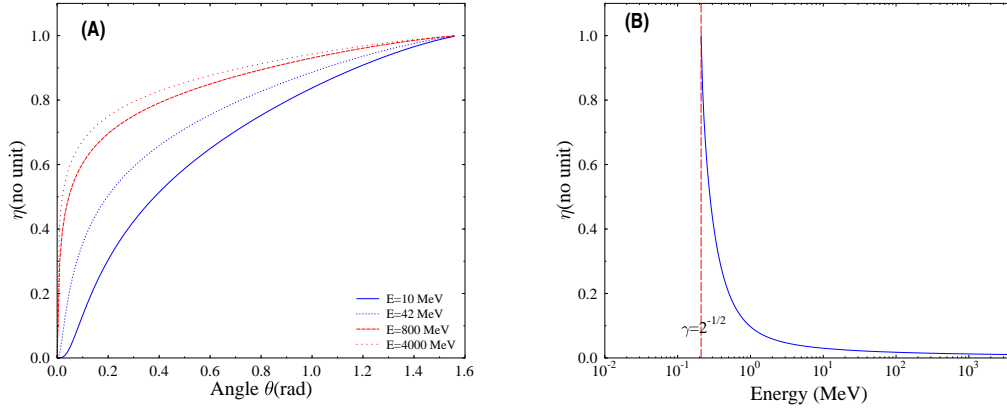 (A)
η(no unit)
1.0
0.8
0.6
0.4
0.2
0.0
E=10 MeV
E=42 MeV
E=800 MeV
E=4000 MeV
0.0 0.2 0.4 0.6 0.8 1.0 1.2 1.4 1.6
Angle θ(rad)
(B)
η(no unit)
1.0
0.8
0.6
0.4
0.2
0.0
γ=2^-1/2
10^-2 10^-1 10^0 10^1 10^2 10^3
Energy (MeV)